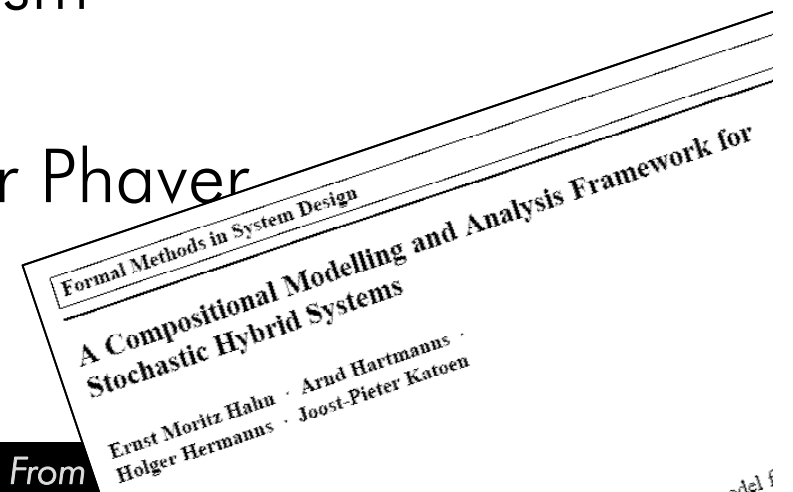 r Phaver
Formal Methods in System Design
A Compositional Modelling and Analysis Framework for
Stochastic Hybrid Systems
Ernst Moritz Hahn · Arnd Hartmanns ·
Holger Hermanns · Joost-Pieter Katoen
From